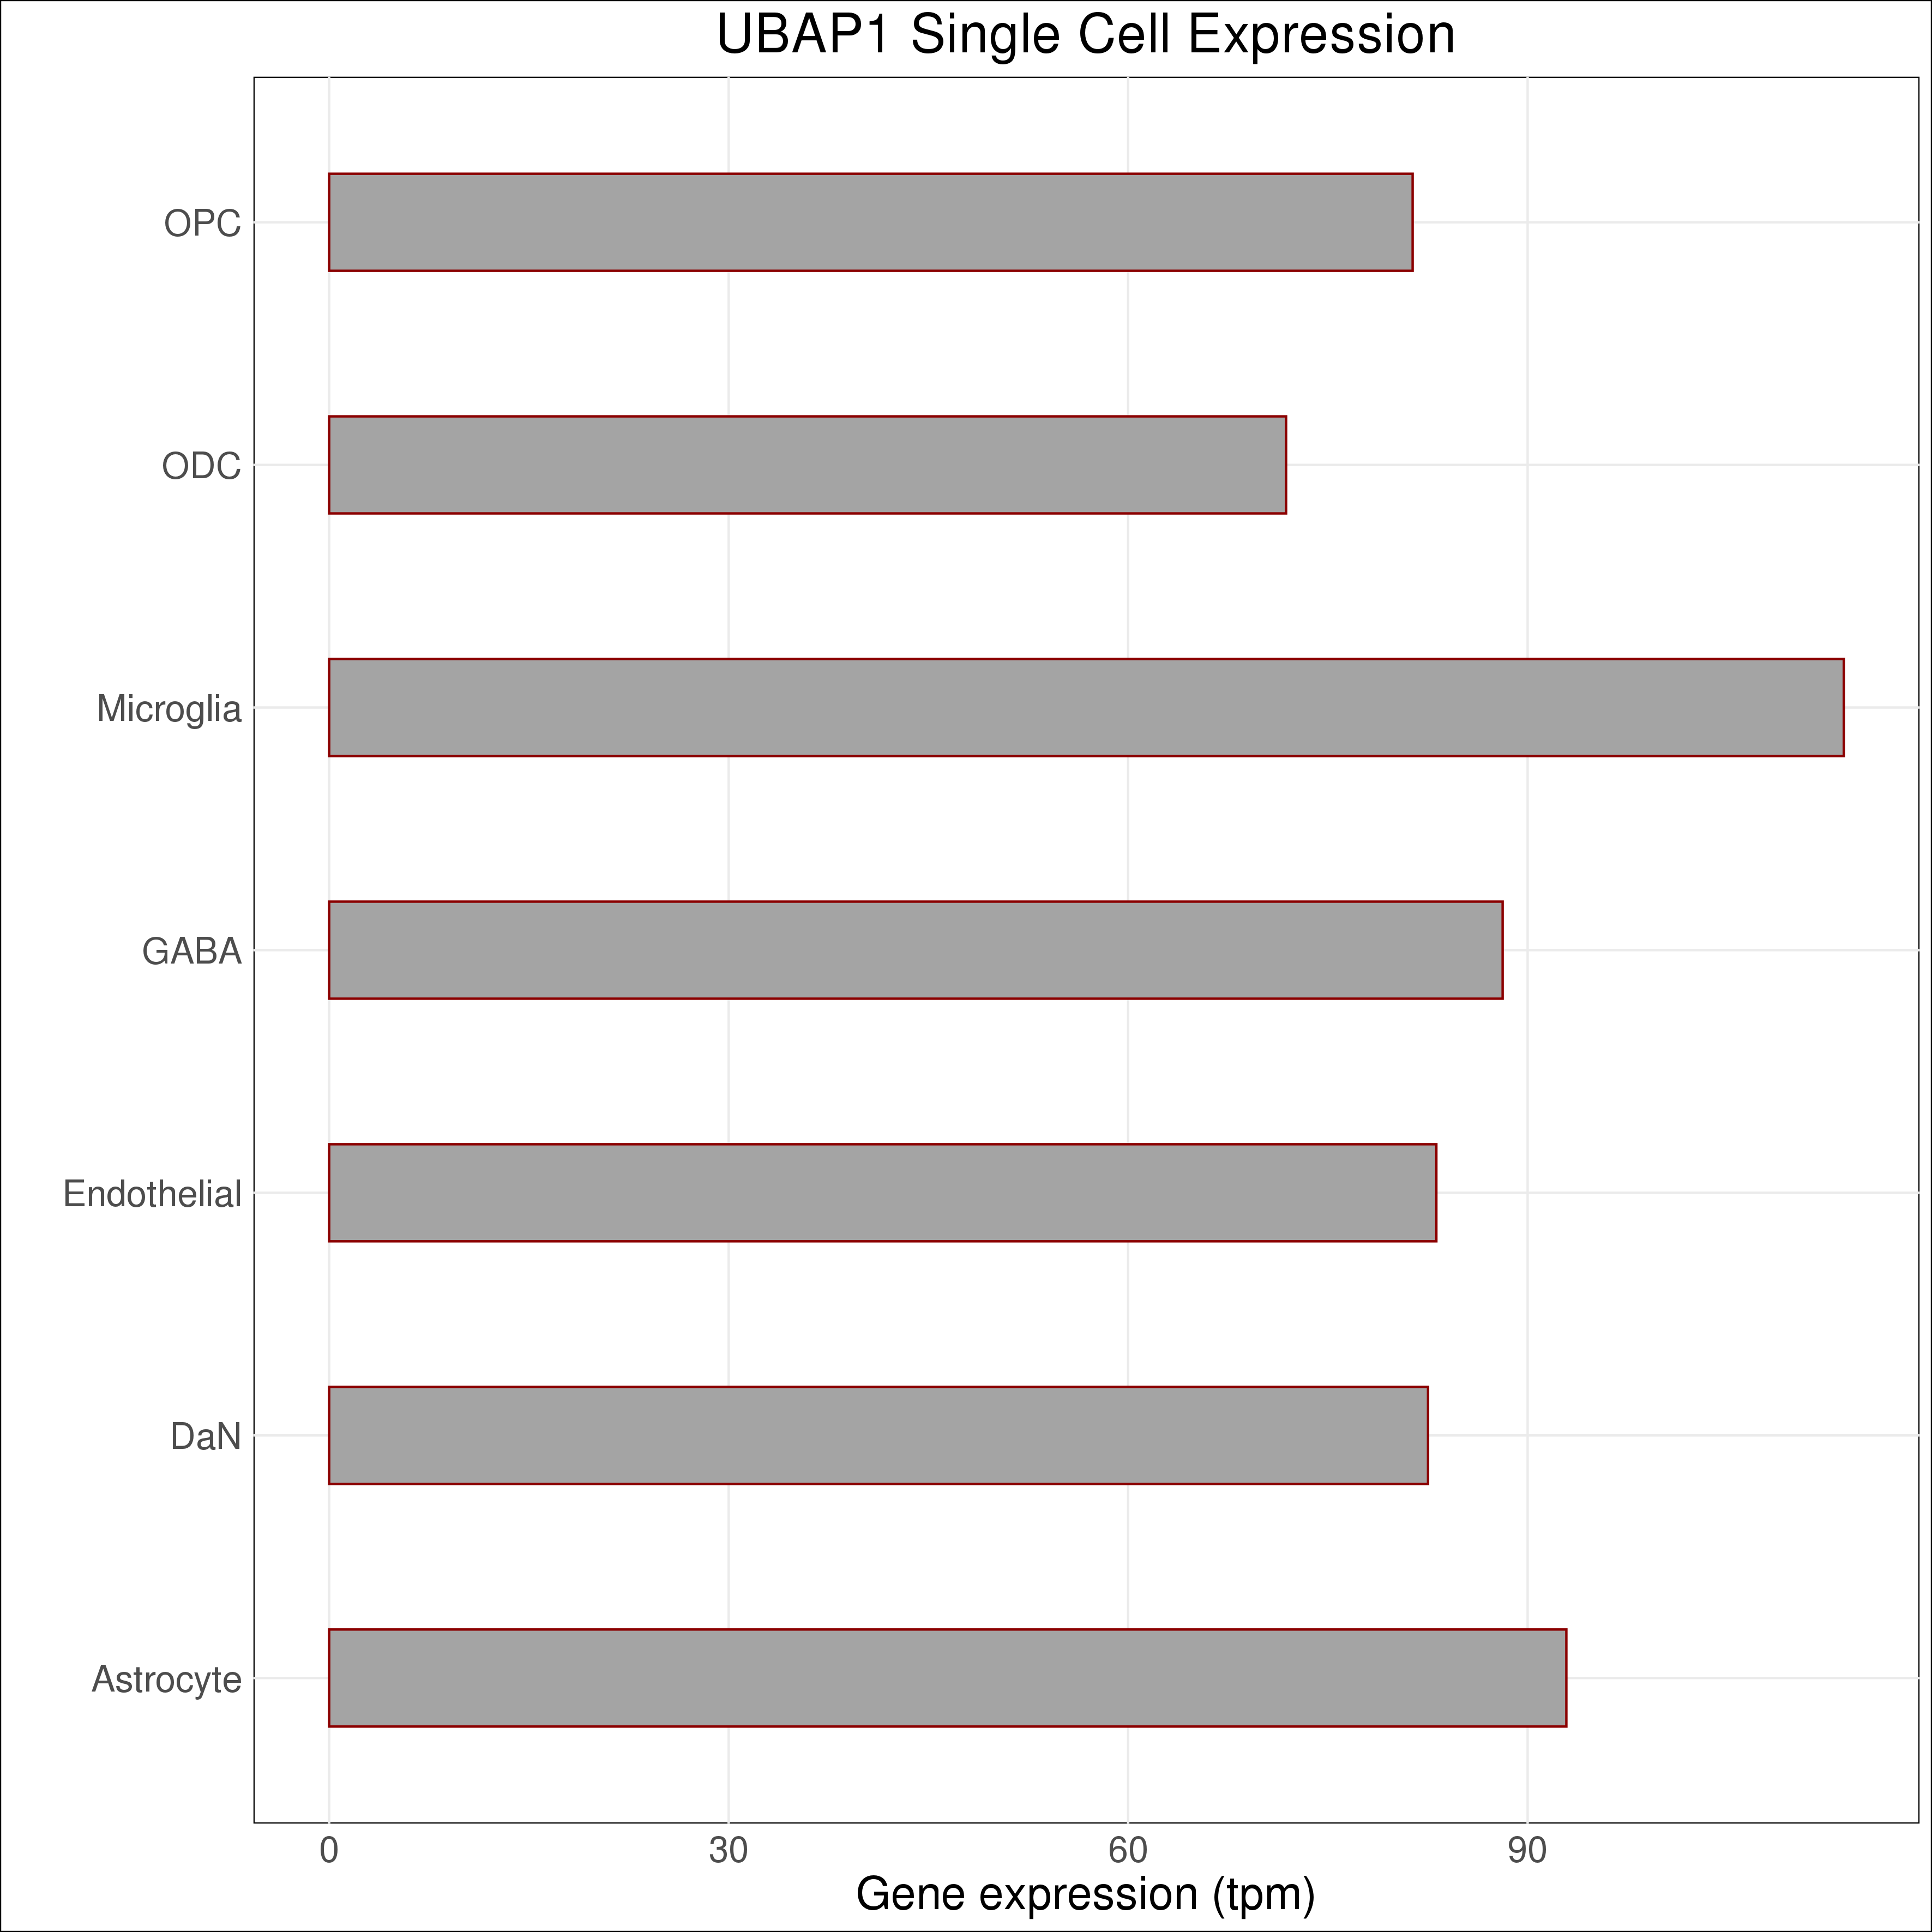 UBAP1 Single Cell Expression
OPC
ODC
Microglia
GABA
Endothelial
DaN
Astrocyte
0 30 60 90
Gene expression (tpm)